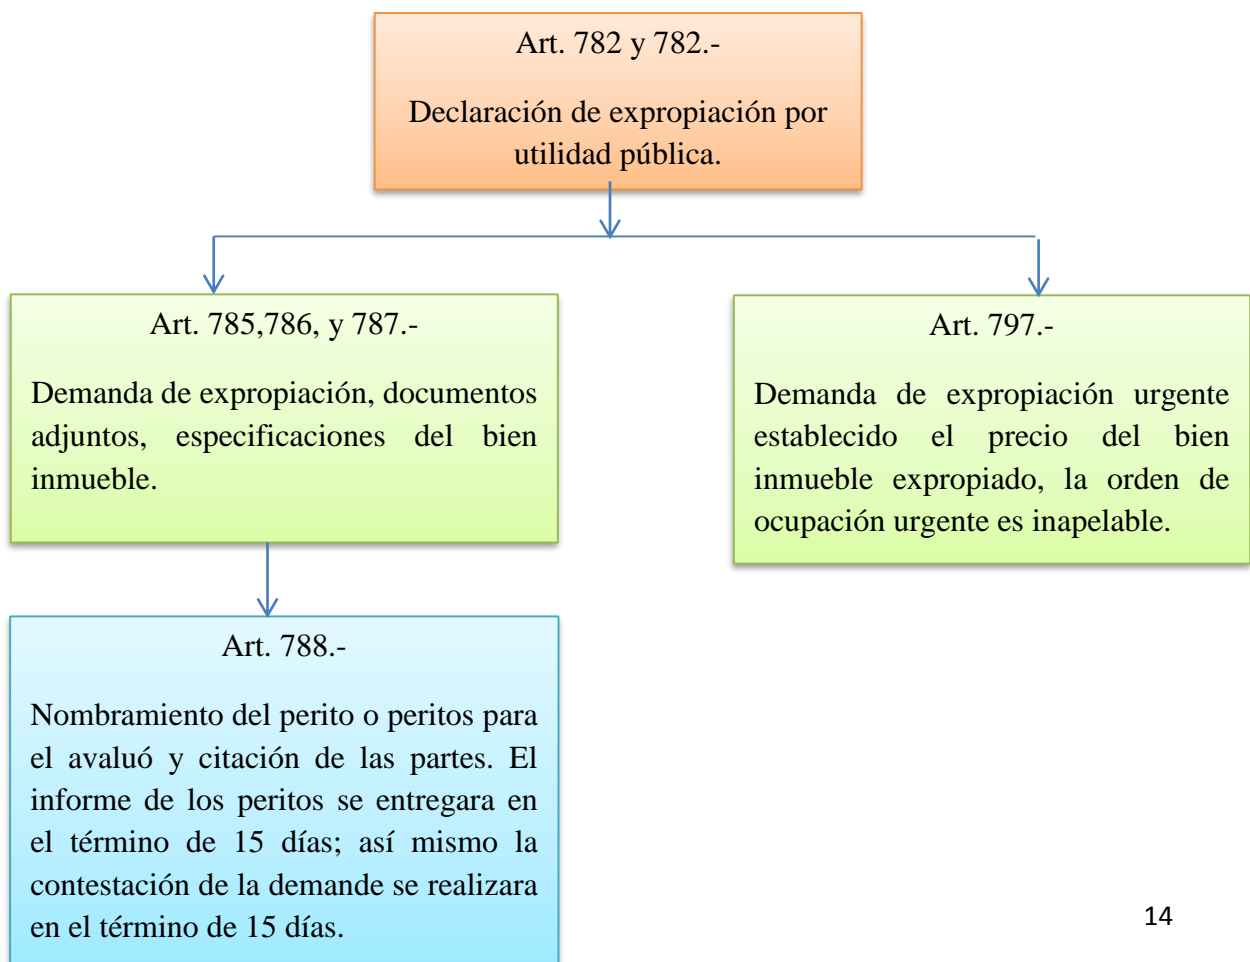 Art. 782 y 782.-
Declaración de expropiación por
utilidad pública.
Art. 785,786, y 787.-
Demanda de expropiación, documentos
adjuntos, especificaciones del bien
inmueble.
Art. 797.-
Demanda de expropiación urgente
establecido el precio del bien
inmueble expropiado, la orden de
ocupación urgente es inapelable.
Art. 788.-
Nombramiento del perito o peritos para
el avaluó y citación de las partes. El
informe de los peritos se entregara en
el término de 15 días; así mismo la
contestación de la demande se realizara
en el término de 15 días.
14